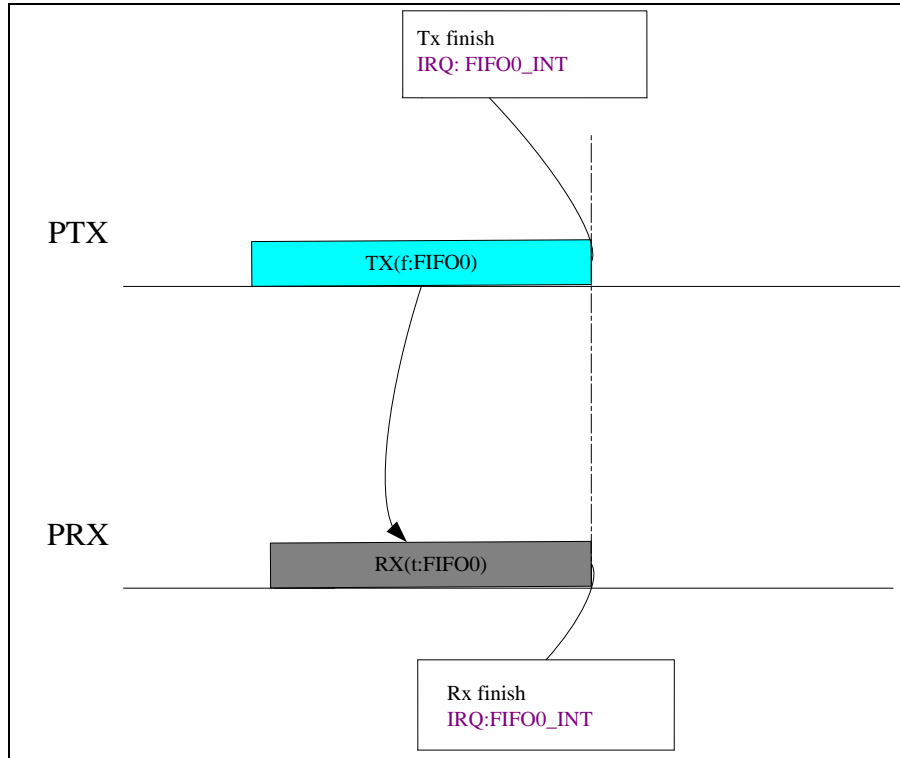 Tx finish
IRQ: FIFO0_INT
PTX
TX(f:FIFO0)
PRX
RX(t:FIFO0)
Rx finish
IRQ:FIFO0_INT